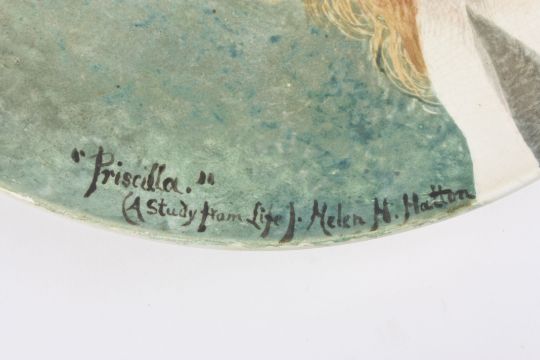 "Priscilla."
(A Study from Life). Helen H. Hatton